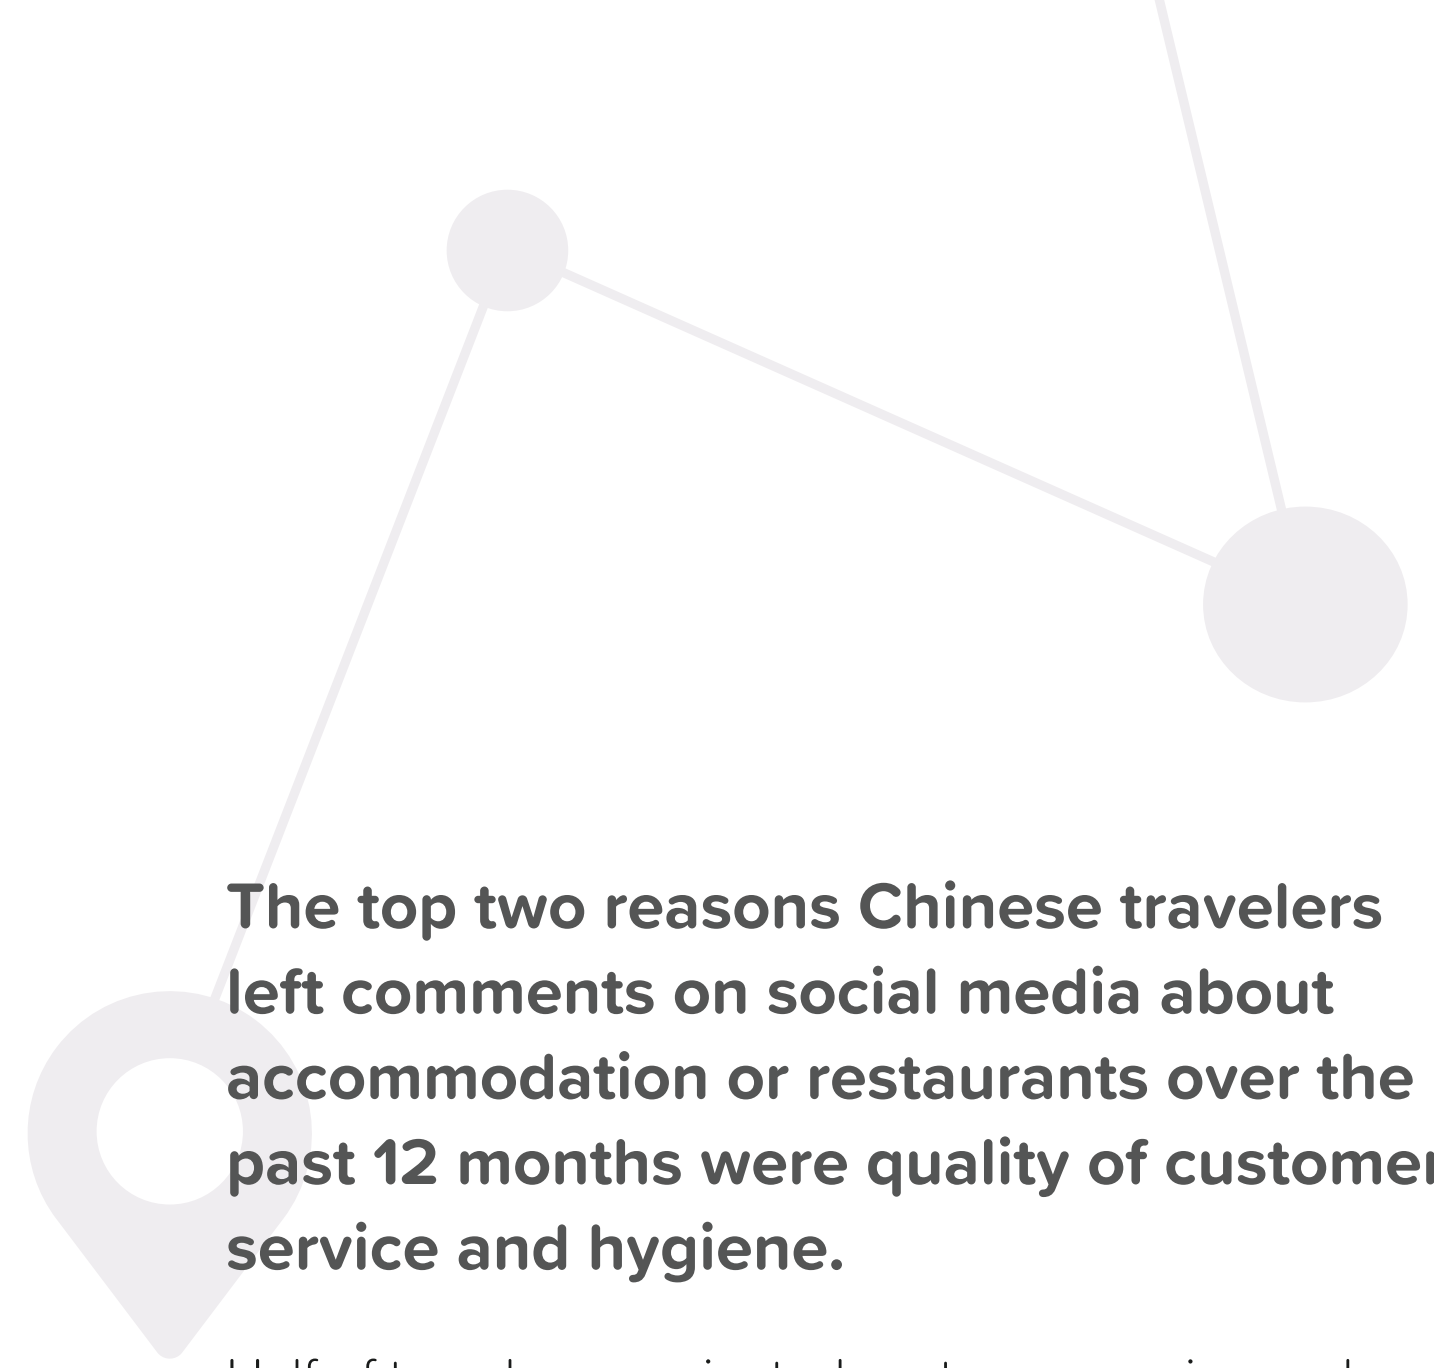 The top two reasons Chinese travelers
left comments on social media about
accommodation or restaurants over the
past 12 months were quality of customer
service and hygiene.